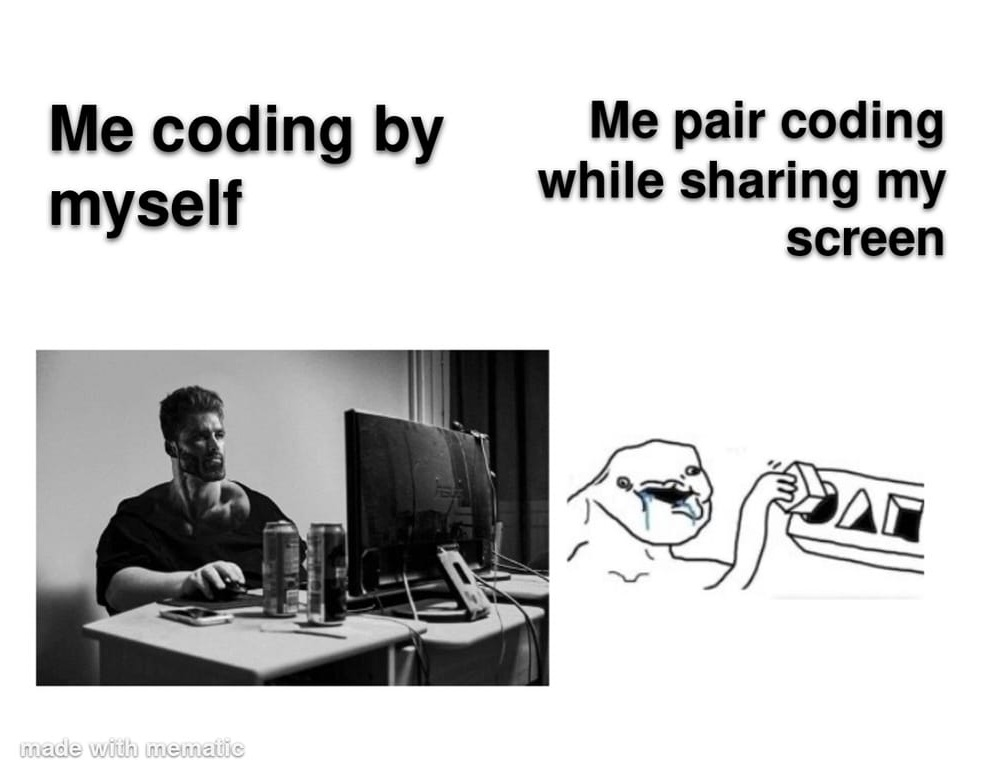 Me coding by
myself
Me pair coding
while sharing my
screen
made with mematic